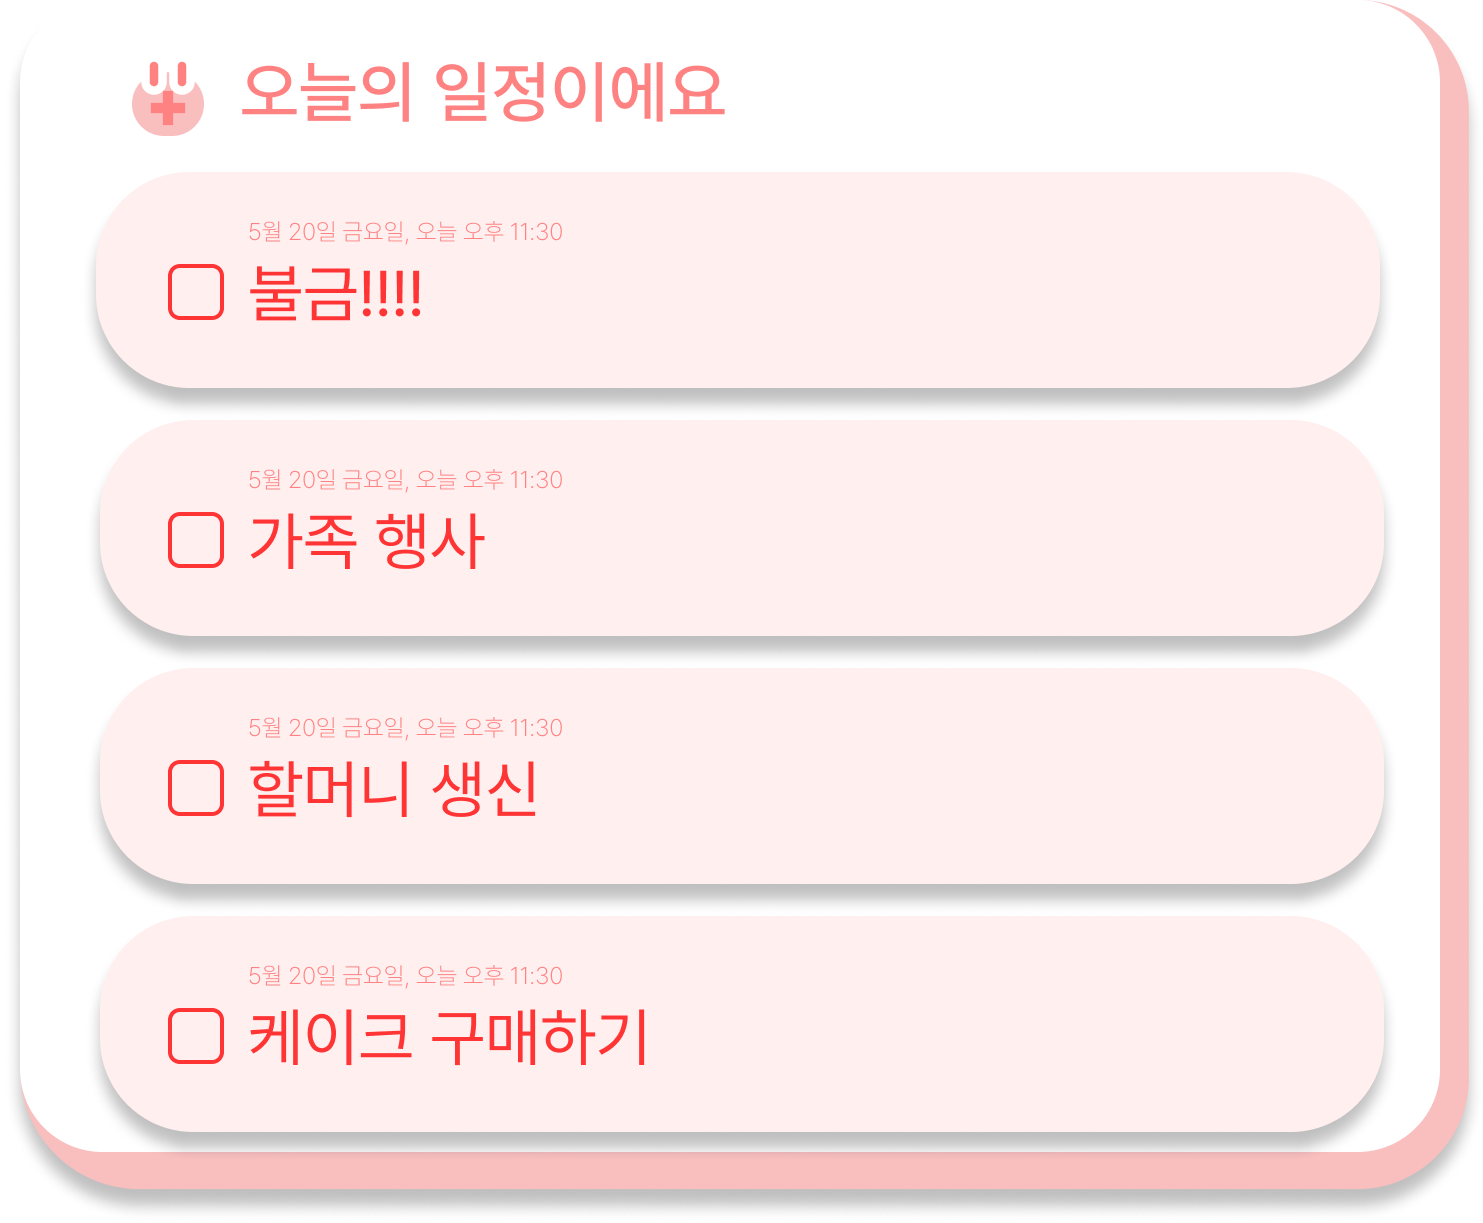 오늘의 일정이에요
5월 20일 금요일, 오늘 오후 11:30
불금!!!!
5월 20일 금요일, 오늘 오후 11:30
가족 행사
5월 20일 금요일, 오늘 오후 11:30
할머니 생신
5월 20일 금요일, 오늘 오후 11:30
케이크 구매하기